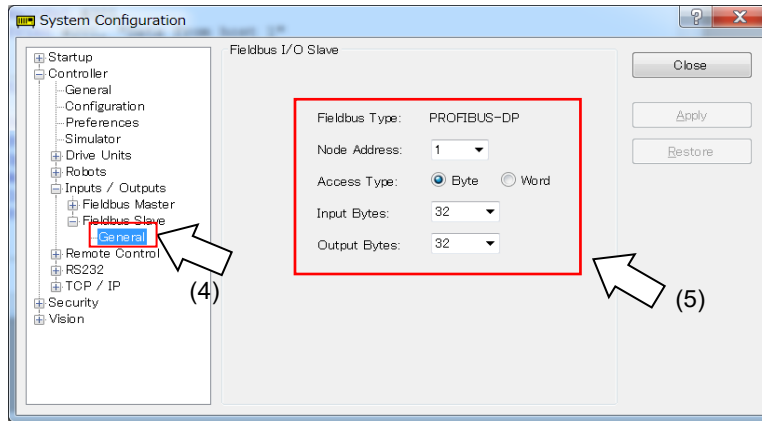 System Configuration
Startup
Controller
General
Configuration
Preferences
Simulator
Drive Units
Robots
Inputs / Outputs
Fieldbus Master
Fieldbus Slave
General
Remote Control
RS232
TCP / IP
Security
Vision
(4)
Fieldbus I/O Slave
Fieldbus Type: PROFIBUS-DP
Node Address: 1
Access Type: Byte Word
Input Bytes: 32
Output Bytes: 32
(5)
Close
Apply
Restore